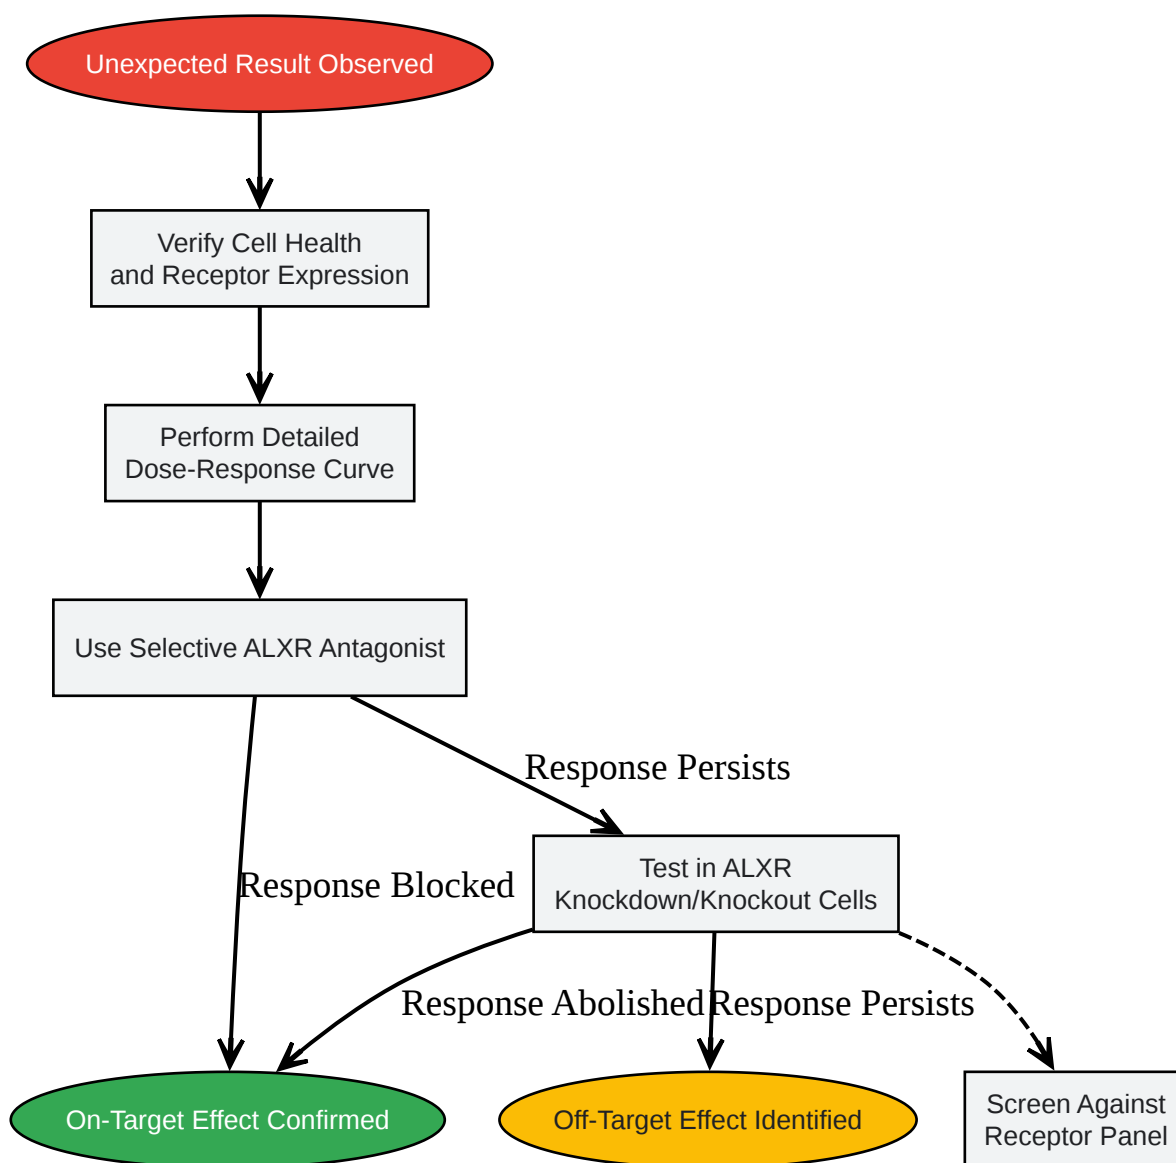 Unexpected Result Observed
Verify Cell Health
and Receptor Expression
Perform Detailed
Dose-Response Curve
Use Selective ALXR Antagonist
Response Persists
Test in ALXR
Knockdown/Knockout Cells
Response Blocked
Response Abolished
Response Persists
On-Target Effect Confirmed
Off-Target Effect Identified
Screen Against
Receptor Panel